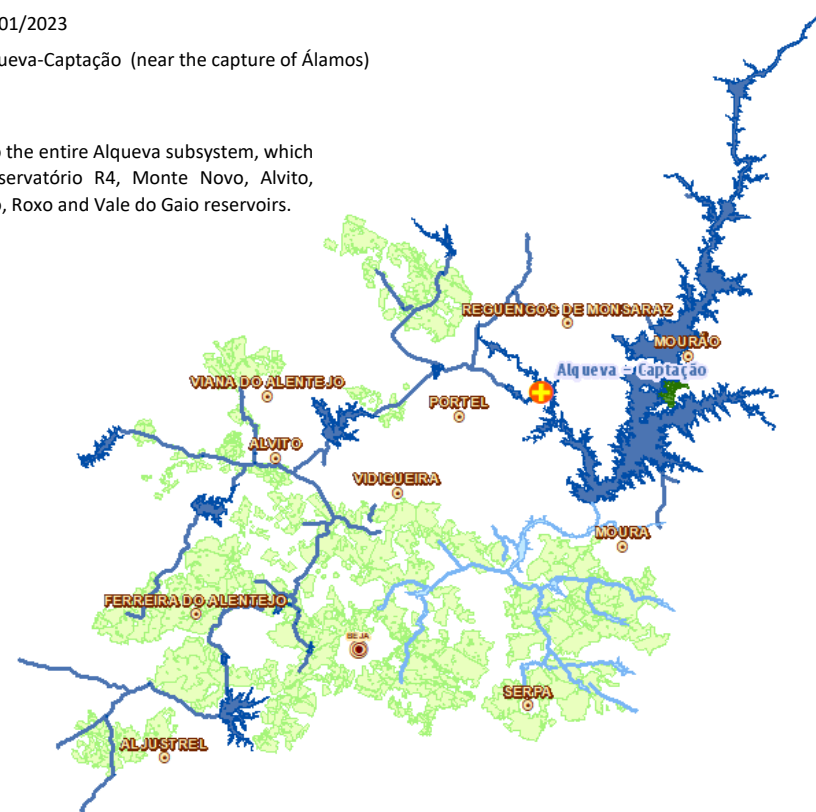 01/2023
ueva-Captação (near the capture of Álamos)
the entire Alqueva subsystem, which
servatório R4, Monte Novo, Alvito,
, Roxo and Vale do Gaio reservoirs.
REGUENGOS DE MONSARAZ
MOURÃO
Alqueva - Captação
VIANA DO ALENTEJO
PORTEL
ALVITO
VIDIGUEIRA
MOURA
FERREIRA DO ALENTEJO
BEJA
SERPA
ALJUSTREL